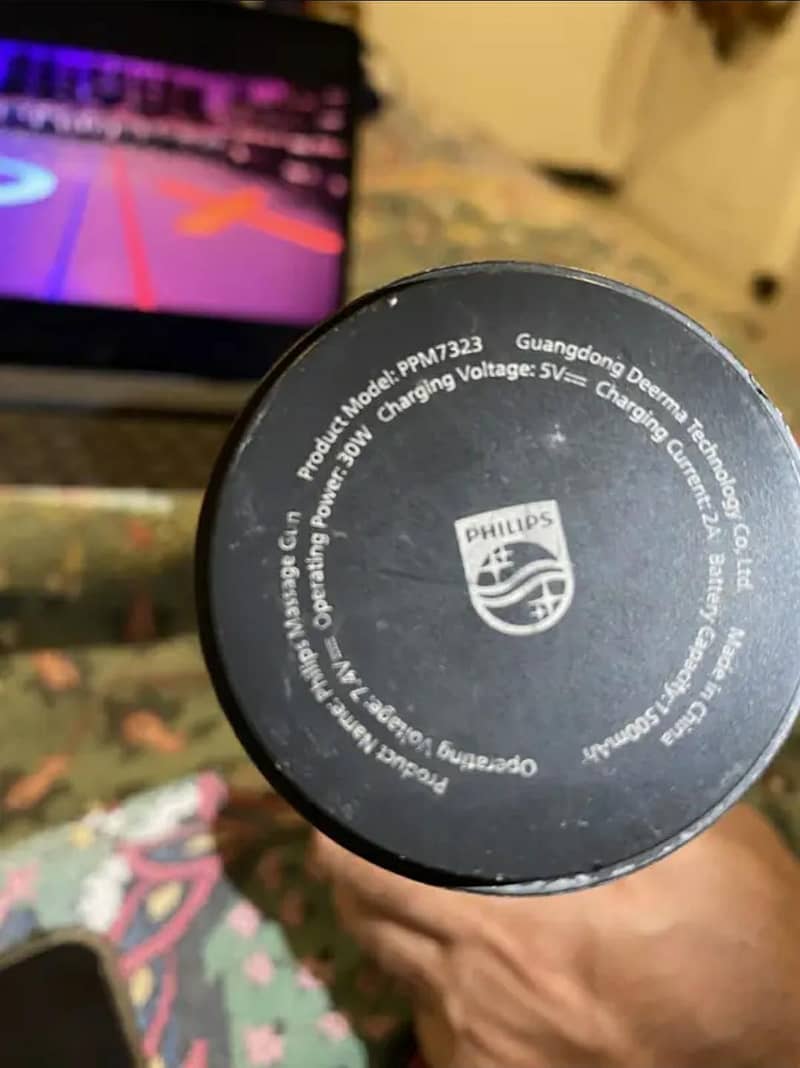 Product Name: Philips Massage Gun Product Model: PPM7323 Guangdong Deerma Technology Co., Ltd. Made in China
Operating Voltage: 7.4V⎓ Operating Power: 30W Charging Voltage: 5V⎓ Charging Current: 2A Battery Capacity: 1500mAh
PHILIPS